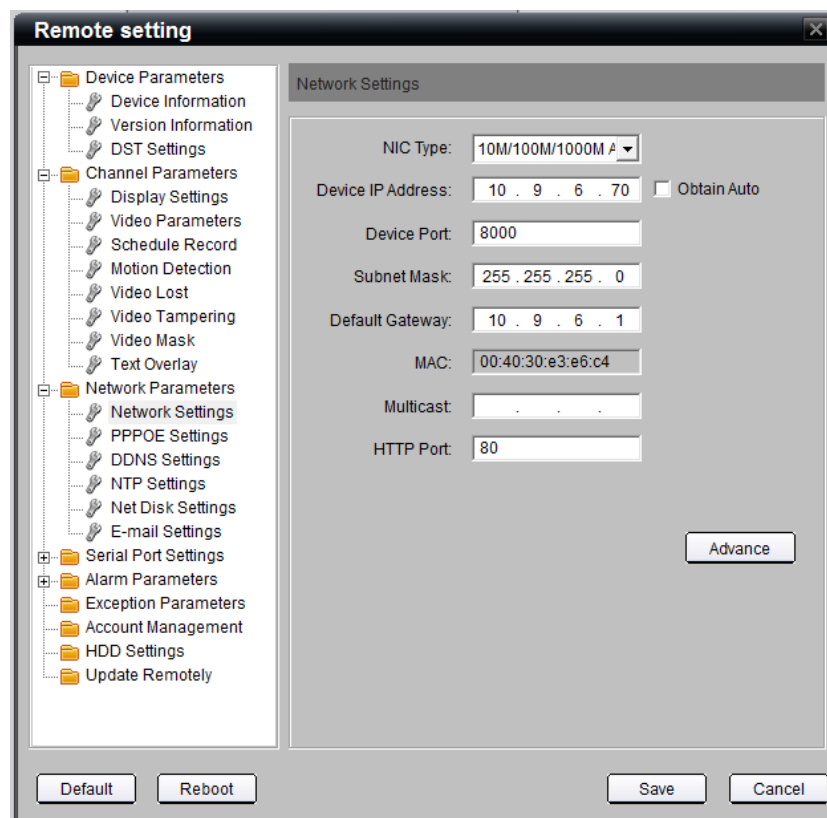 Remote setting
Device Parameters
Device Information
Version Information
DST Settings
Channel Parameters
Display Settings
Video Parameters
Schedule Record
Motion Detection
Video Lost
Video Tampering
Video Mask
Text Overlay
Network Parameters
Network Settings
PPPOE Settings
DDNS Settings
NTP Settings
Net Disk Settings
E-mail Settings
Serial Port Settings
Alarm Parameters
Exception Parameters
Account Management
HDD Settings
Update Remotely
Network Settings
NIC Type: 10M/100M/1000M A
Device IP Address: 10 . 9 . 6 . 70 Obtain Auto
Device Port: 8000
Subnet Mask: 255 . 255 . 255 . 0
Default Gateway: 10 . 9 . 6 . 1
MAC: 00:40:30:e3:e6:c4
Multicast: . . .
HTTP Port: 80
Advance
Default Reboot Save Cancel